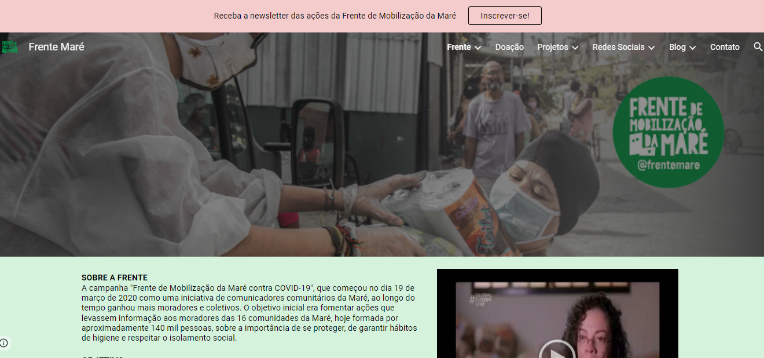 Receba a newsletter das ações da Frente de Mobilização da Maré
Inscrever-se!
FRENTE DE
MOBILIZAÇÃO
DA MARÉ
Frente Maré
Frente
Doação
Projetos
Redes Sociais
Blog
Contato
FRENTE DE
MOBILIZAÇÃO
DA MARÉ
@frentemare
SOBRE A FRENTE
A campanha "Frente de Mobilização da Maré contra COVID-19", que começou no dia 19 de
março de 2020 como uma iniciativa de comunicadores comunitários da Maré, ao longo do
tempo ganhou mais moradores e coletivos. O objetivo inicial era fomentar ações que
levassem informação aos moradores das 16 comunidades da Maré, hoje formada por
aproximadamente 140 mil pessoas, sobre a importância de se proteger, de garantir hábitos
de higiene e respeitar o isolamento social.